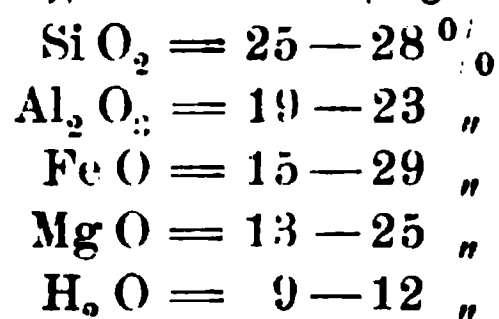 Si O₂ = 25 — 28 %
Al₂ O₃ = 19 — 23 „
Fe O = 15 — 29 „
Mg O = 13 — 25 „
H₂ O = 9 — 12 „